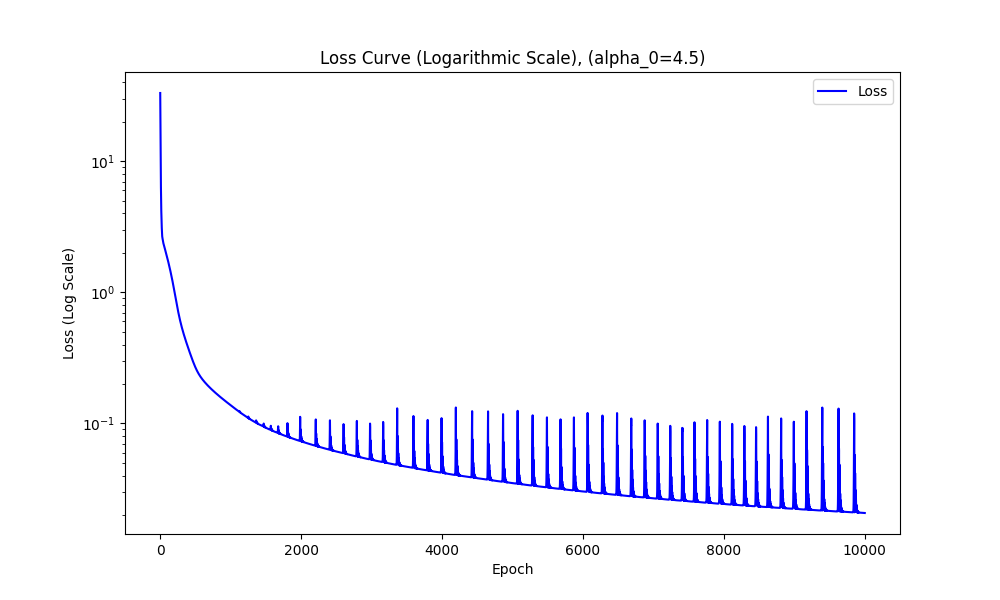 Loss Curve (Logarithmic Scale), (alpha_0=4.5)
Loss
10¹
10⁰
10⁻¹
Loss (Log Scale)
0 2000 4000 6000 8000 10000
Epoch